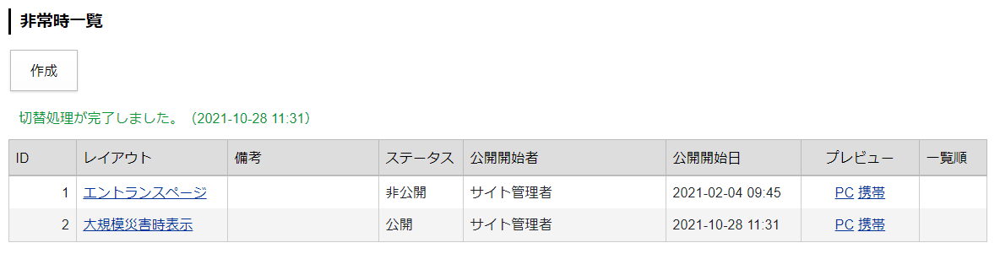 非常時一覧
作成
切替処理が完了しました。（2021-10-28 11:31）
ID レイアウト 備考 ステータス 公開開始者 公開開始日 プレビュー 一覧順
1 エントランスページ 非公開 サイト管理者 2021-02-04 09:45 PC 携帯
2 大規模災害時表示 公開 サイト管理者 2021-10-28 11:31 PC 携帯